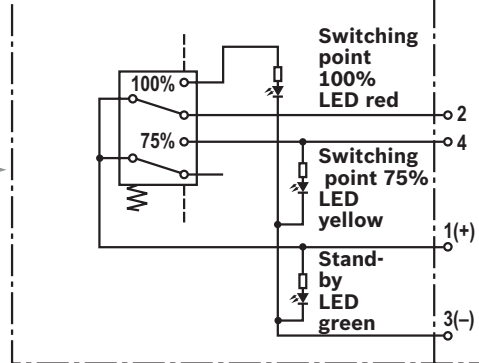 Switching
point
100%
LED red
100%
2
75%
4
Switching
point 75%
LED
yellow
1(+)
Stand-
by
LED
green
3(–)